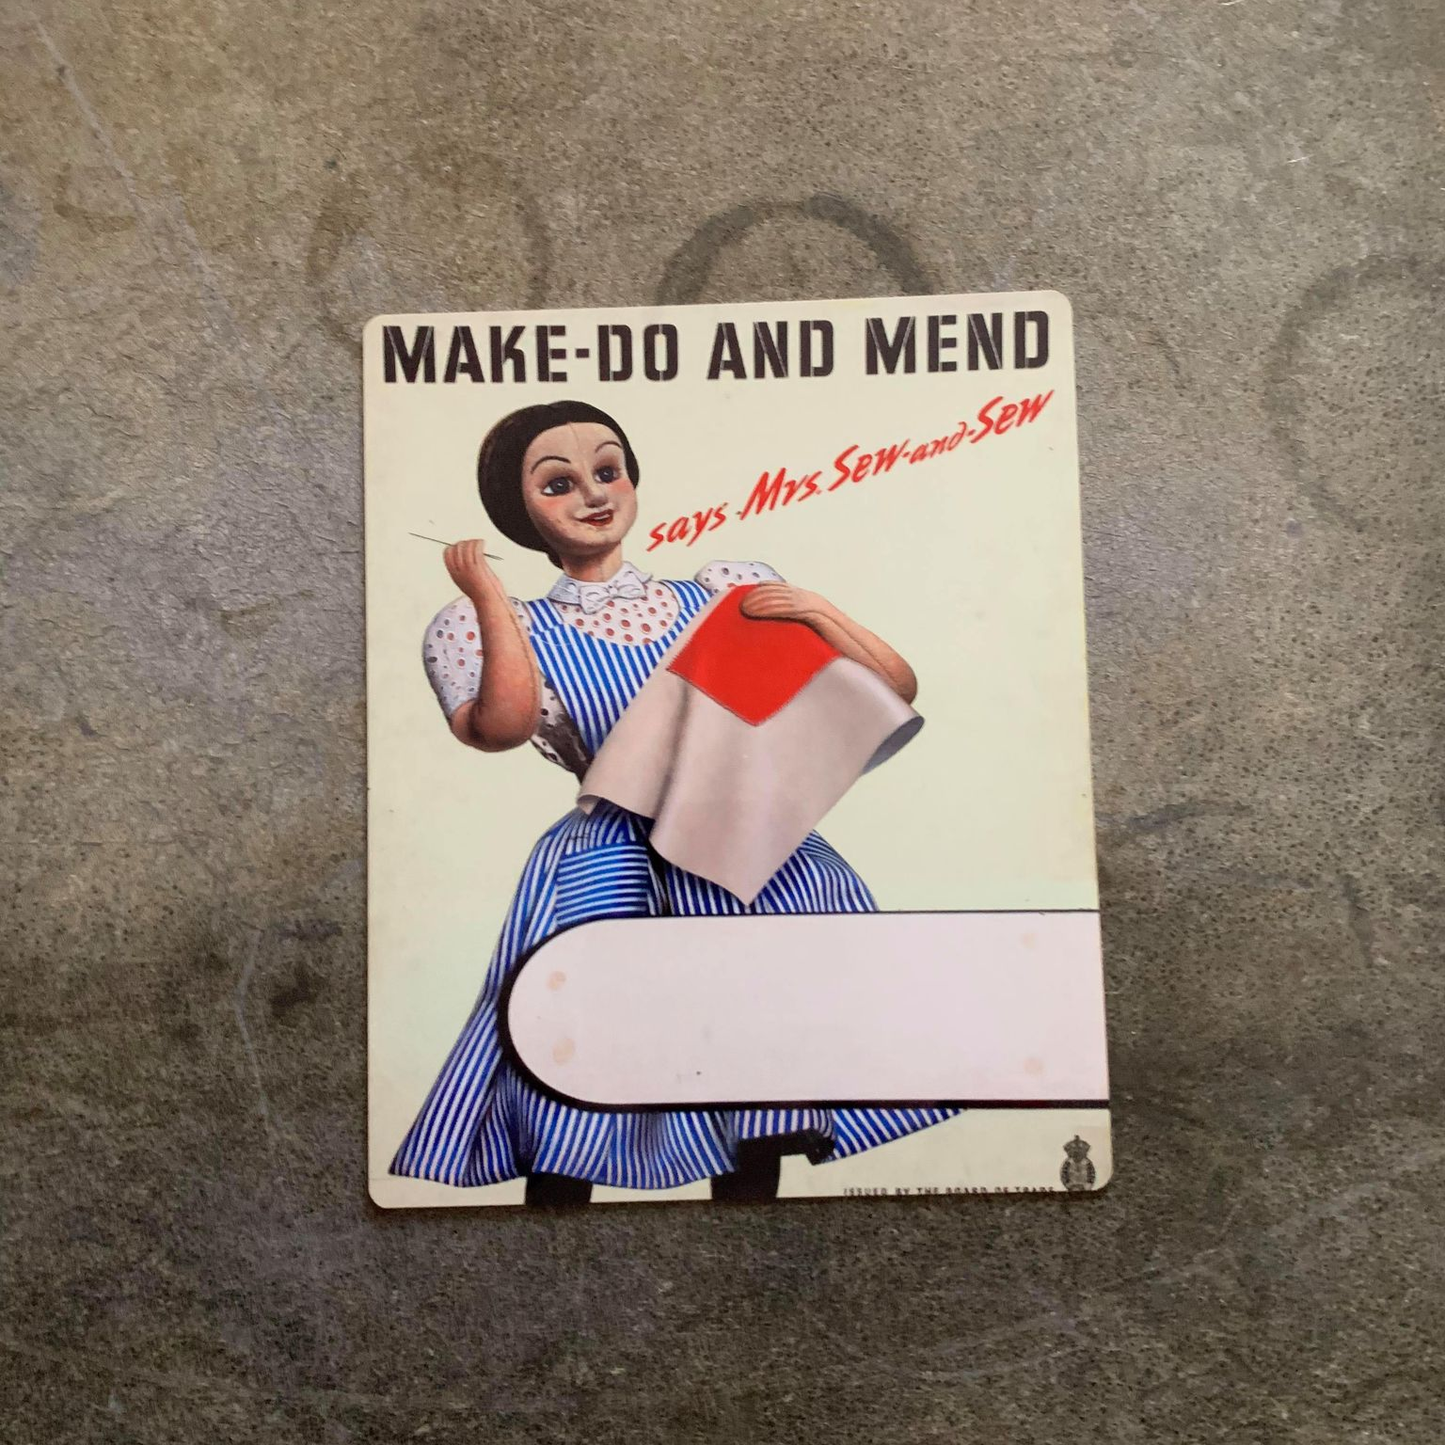 MAKE-DO AND MEND
says Mrs. Sew-and-Sew
ISSUED BY THE BOARD OF TRADE